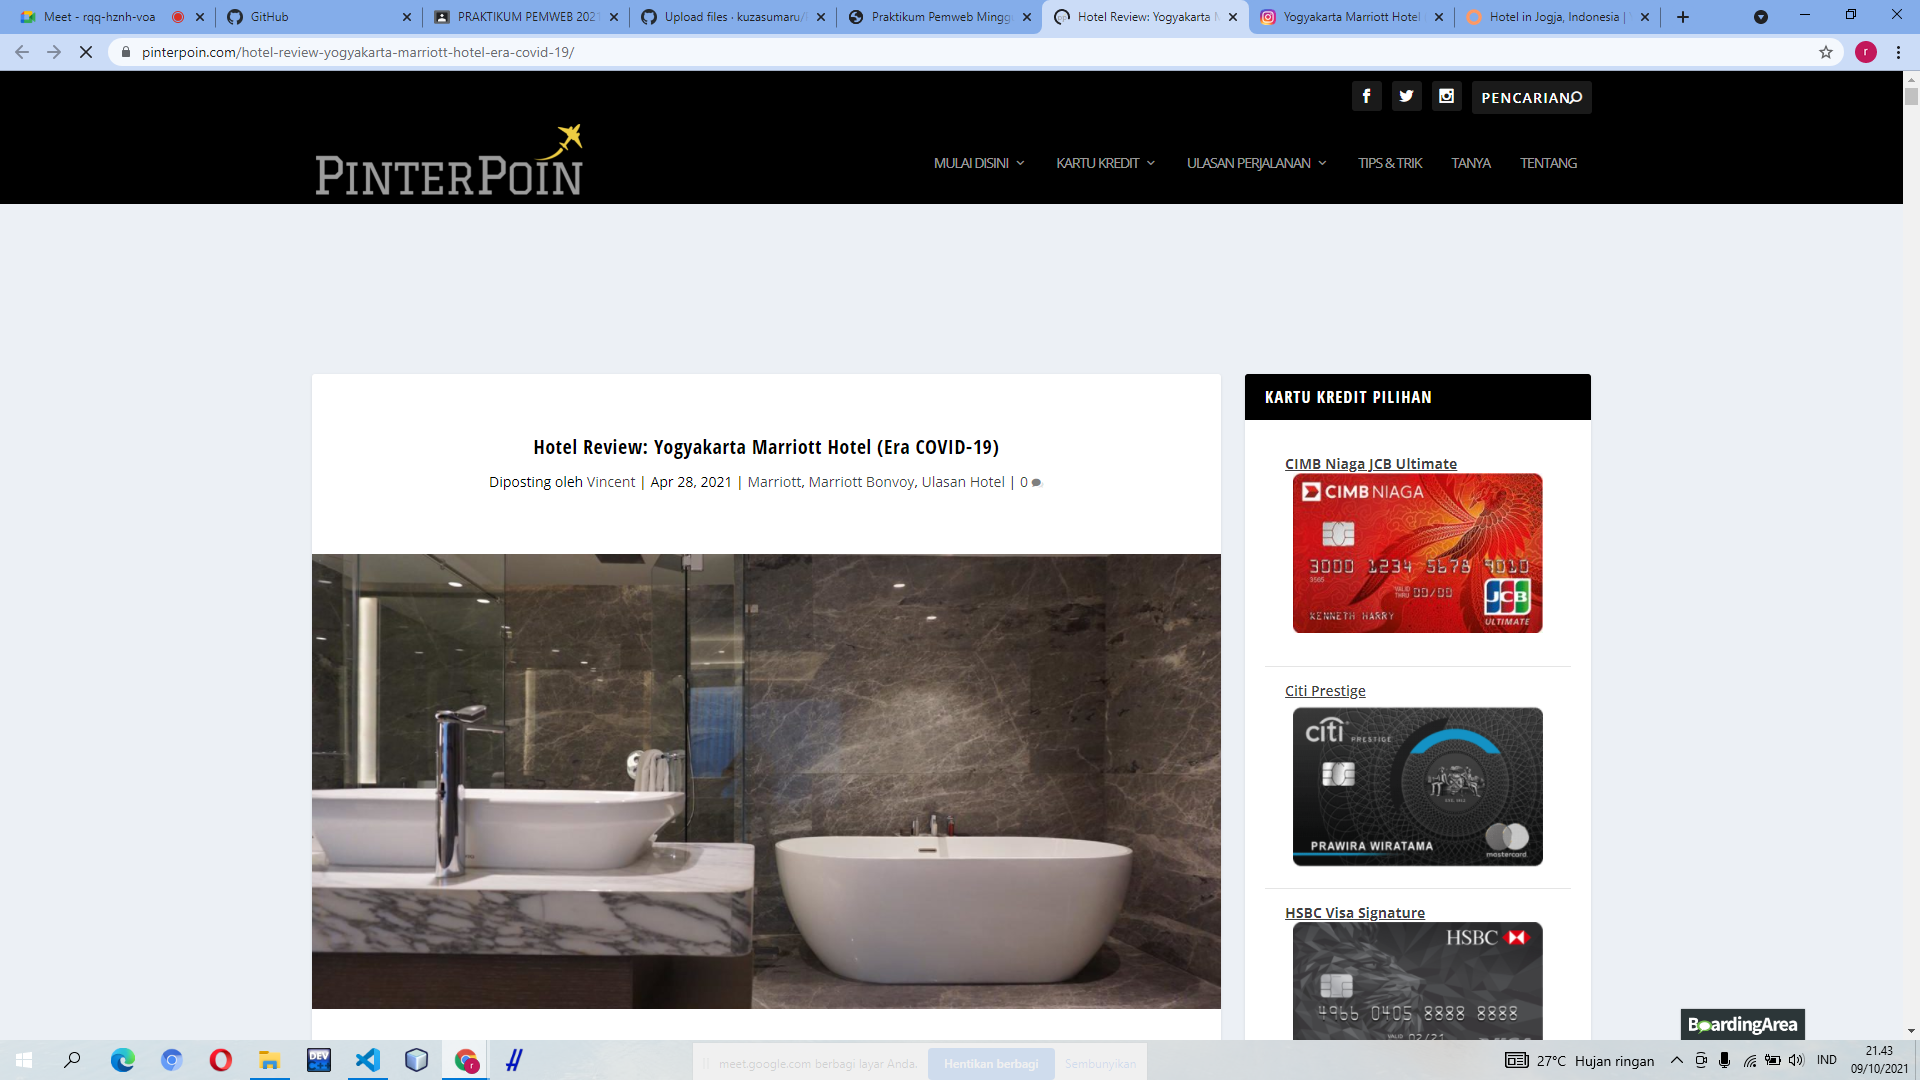 Meet - rqq-hznh-voa
GitHub
PRAKTIKUM PEMWEB 2021
Upload files · kuzasumaru/
Praktikum Pemweb Minggu
Hotel Review: Yogyakarta M
Yogyakarta Marriott Hotel
Hotel in Jogja, Indonesia |
pinterpoin.com/hotel-review-yogyakarta-marriott-hotel-era-covid-19/
r
PENCARIAN
PINTERPOIN
MULAI DISINI
KARTU KREDIT
ULASAN PERJALANAN
TIPS & TRIK
TANYA
TENTANG
Hotel Review: Yogyakarta Marriott Hotel (Era COVID-19)
Diposting oleh Vincent | Apr 28, 2021 | Marriott, Marriott Bonvoy, Ulasan Hotel | 0
KARTU KREDIT PILIHAN
CIMB Niaga JCB Ultimate
CIMB NIAGA
3000 1234 5678 9010
VALID THRU 00/00
KENNETH HARRY
JCB
ULTIMATE
Citi Prestige
citi PRESTIGE
PRAWIRA WIRATAMA
mastercard
HSBC Visa Signature
HSBC
4966 0405 8888 8888
VALID 02/21
BoardingArea
DEV
meet.google.com berbagi layar Anda.
Hentikan berbagi
Sembunyikan
27°C Hujan ringan
IND
21.43
09/10/2021